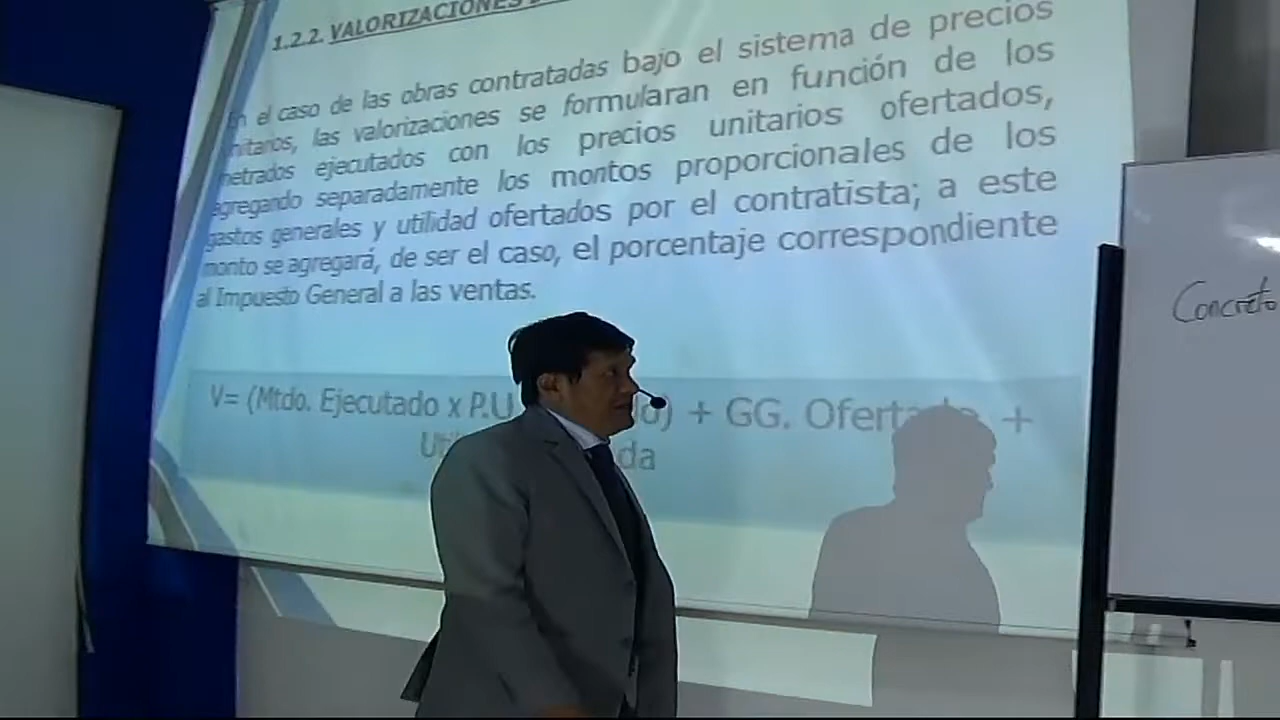 1.2.2. VALORIZACIONES
En el caso de las obras contratadas bajo el sistema de precios
unitarios, las valorizaciones se formularan en función de los
metrados ejecutados con los precios unitarios ofertados,
agregando separadamente los montos proporcionales de los
gastos generales y utilidad ofertados por el contratista; a este
monto se agregará, de ser el caso, el porcentaje correspondiente
al Impuesto General a las ventas.
V= (Mtdo. Ejecutado x P.U do) + GG. Oferta +
Ut da
Concreto